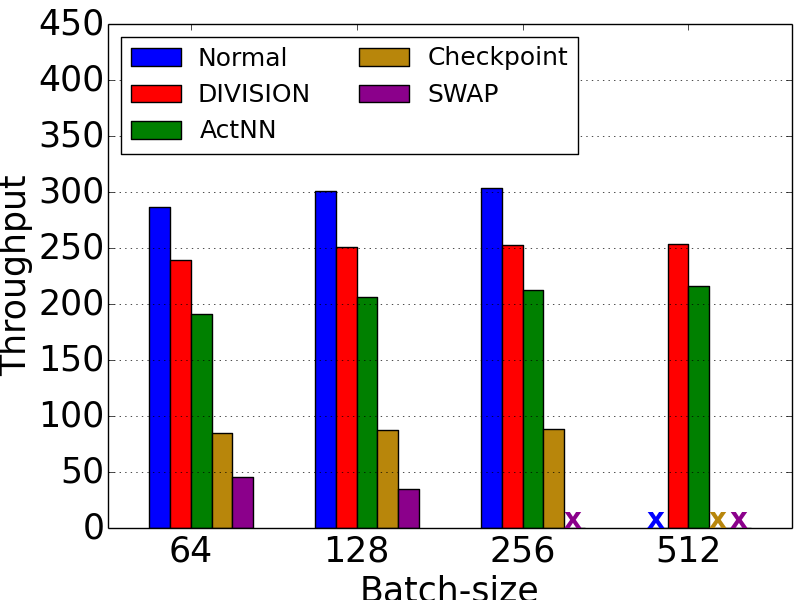 450
400
350
300
250
200
150
100
50
0
Throughput
Normal
DIVISION
ActNN
Checkpoint
SWAP
x
x x x
64 128 256 512
Batch-size